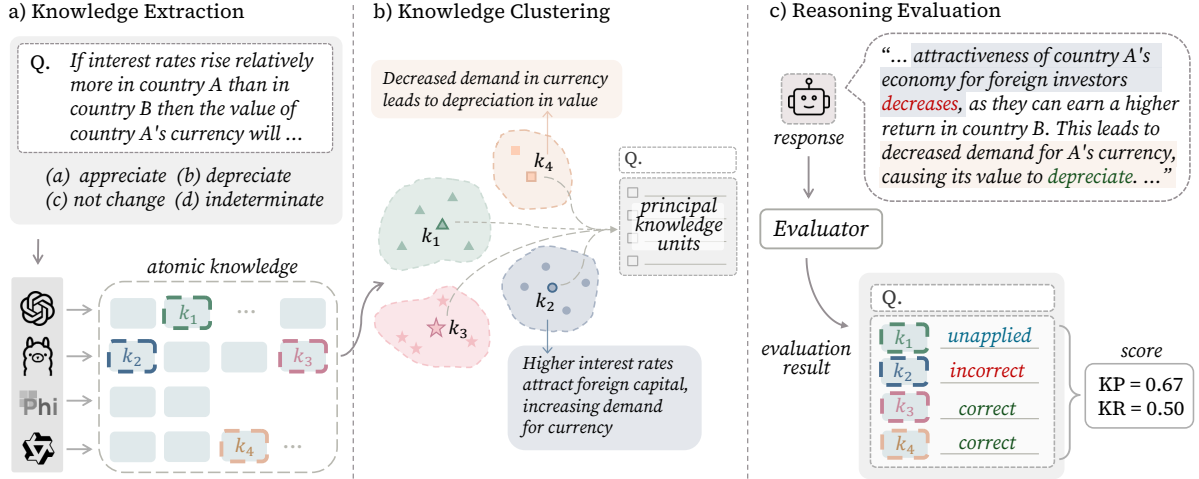 a) Knowledge Extraction
Q. If interest rates rise relatively
more in country A than in
country B then the value of
country A's currency will ...
(a) appreciate (b) depreciate
(c) not change (d) indeterminate
atomic knowledge
k1
...
k2
k3
Phi
k4
...
b) Knowledge Clustering
Decreased demand in currency
leads to depreciation in value
k4
k1
k2
k3
Q.
principal
knowledge
units
Higher interest rates
attract foreign capital,
increasing demand
for currency
c) Reasoning Evaluation
response
“... attractiveness of country A's
economy for foreign investors
decreases, as they can earn a higher
return in country B. This leads to
decreased demand for A's currency,
causing its value to depreciate. ...”
Evaluator
evaluation
result
Q.
k1 unapplied
k2 incorrect
k3 correct
k4 correct
score
KP = 0.67
KR = 0.50